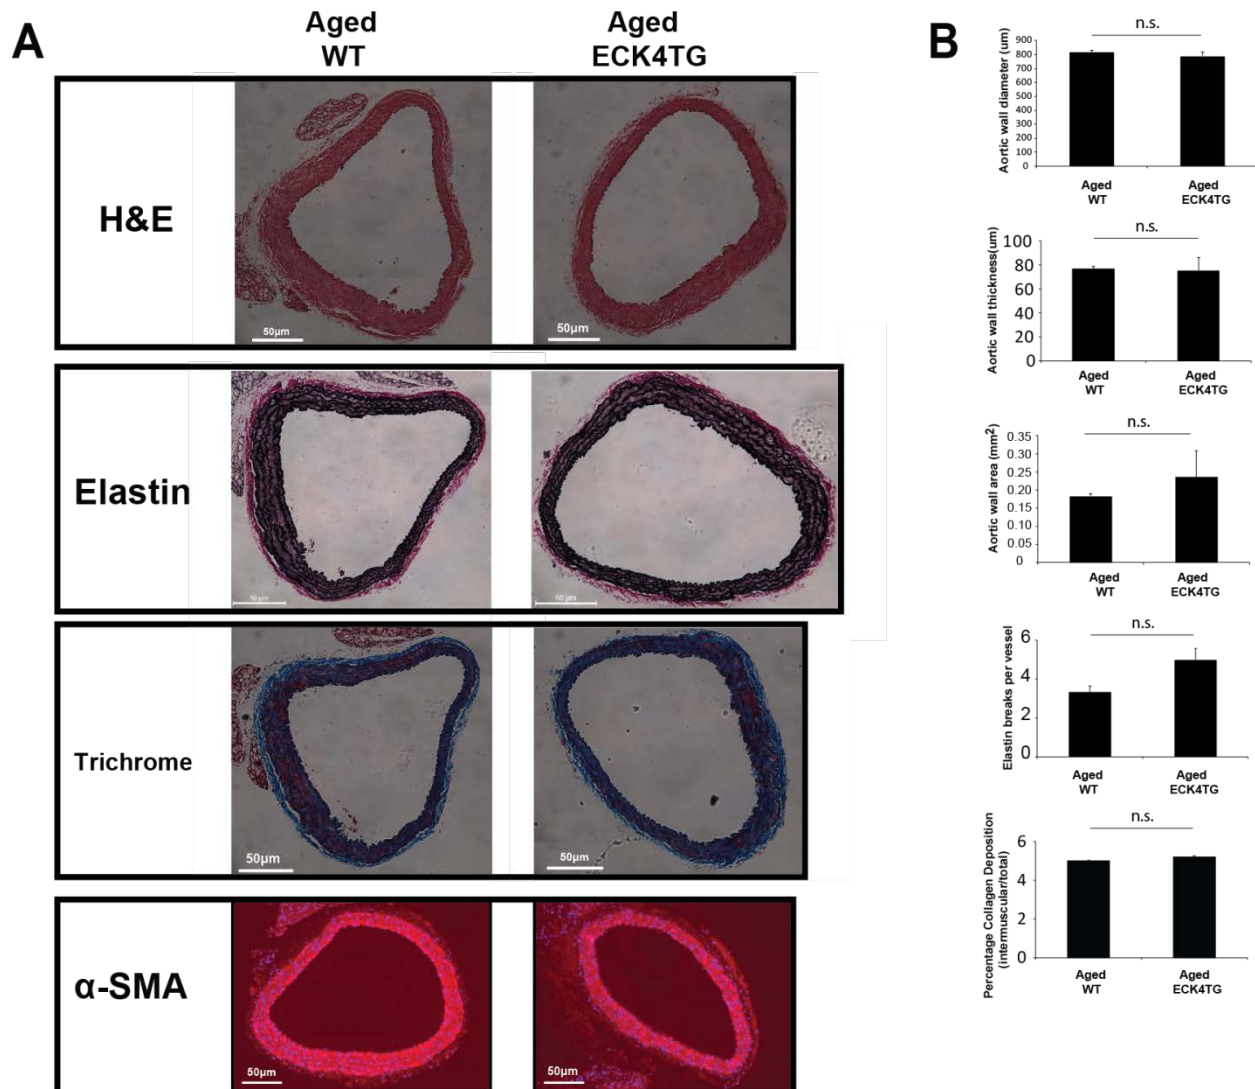 A
Aged
WT
Aged
ECK4TG
H&E
50µm
50µm
Elastin
50 µm
50 µm
Trichrome
50µm
50µm
α-SMA
50µm
50µm
B
n.s.
Aortic wall diameter (um)
900
800
700
600
500
400
300
200
100
0
Aged
WT
Aged
ECK4TG
n.s.
Aortic wall thickness(um)
100
80
60
40
20
0
Aged
WT
Aged
ECK4TG
n.s.
Aortic wall area (mm²)
0.35
0.30
0.25
0.20
0.15
0.10
0.05
0
Aged
WT
Aged
ECK4TG
n.s.
Elastin breaks per vessel
6
4
2
0
Aged
WT
Aged
ECK4TG
n.s.
Percentage Collagen Deposition
(intermuscular/total)
6
4
2
0
Aged
WT
Aged
ECK4TG